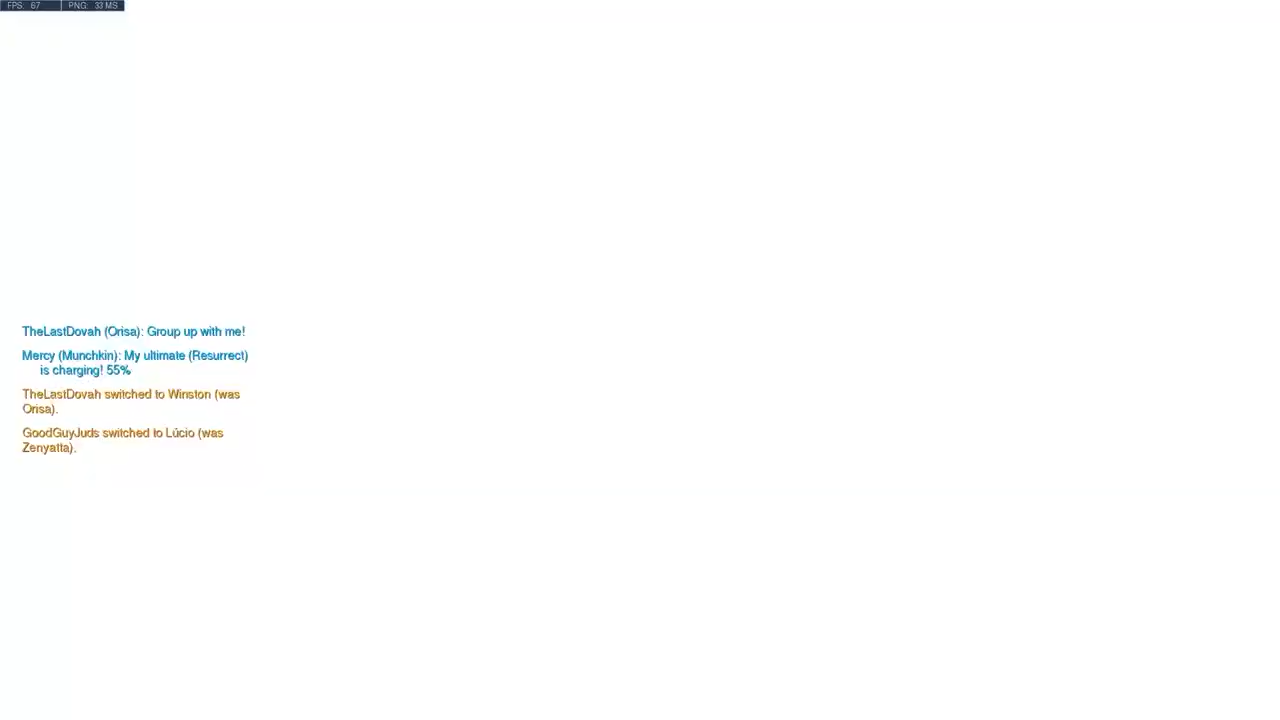 FPS: 67 PNG: 33 MS
TheLastDovah (Orisa): Group up with me!
Mercy (Munchkin): My ultimate (Resurrect)
is charging! 55%
TheLastDovah switched to Winston (was
Orisa).
GoodGuyJuds switched to Lúcio (was
Zenyatta).